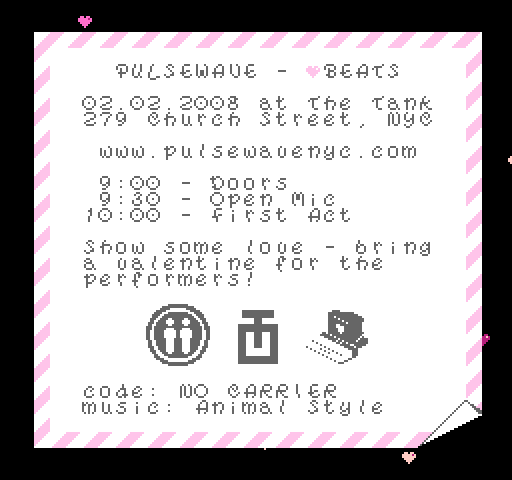 PULSEWAVE - ♥BEATS
02.02.2008 at The Tank
279 Church Street, NYC
www.pulsewavenyc.com
9:00 - Doors
9:30 - Open Mic
10:00 - First Act
Show some love - bring
a valentine for the
performers!
code: NO CARRIER
music: Animal Style